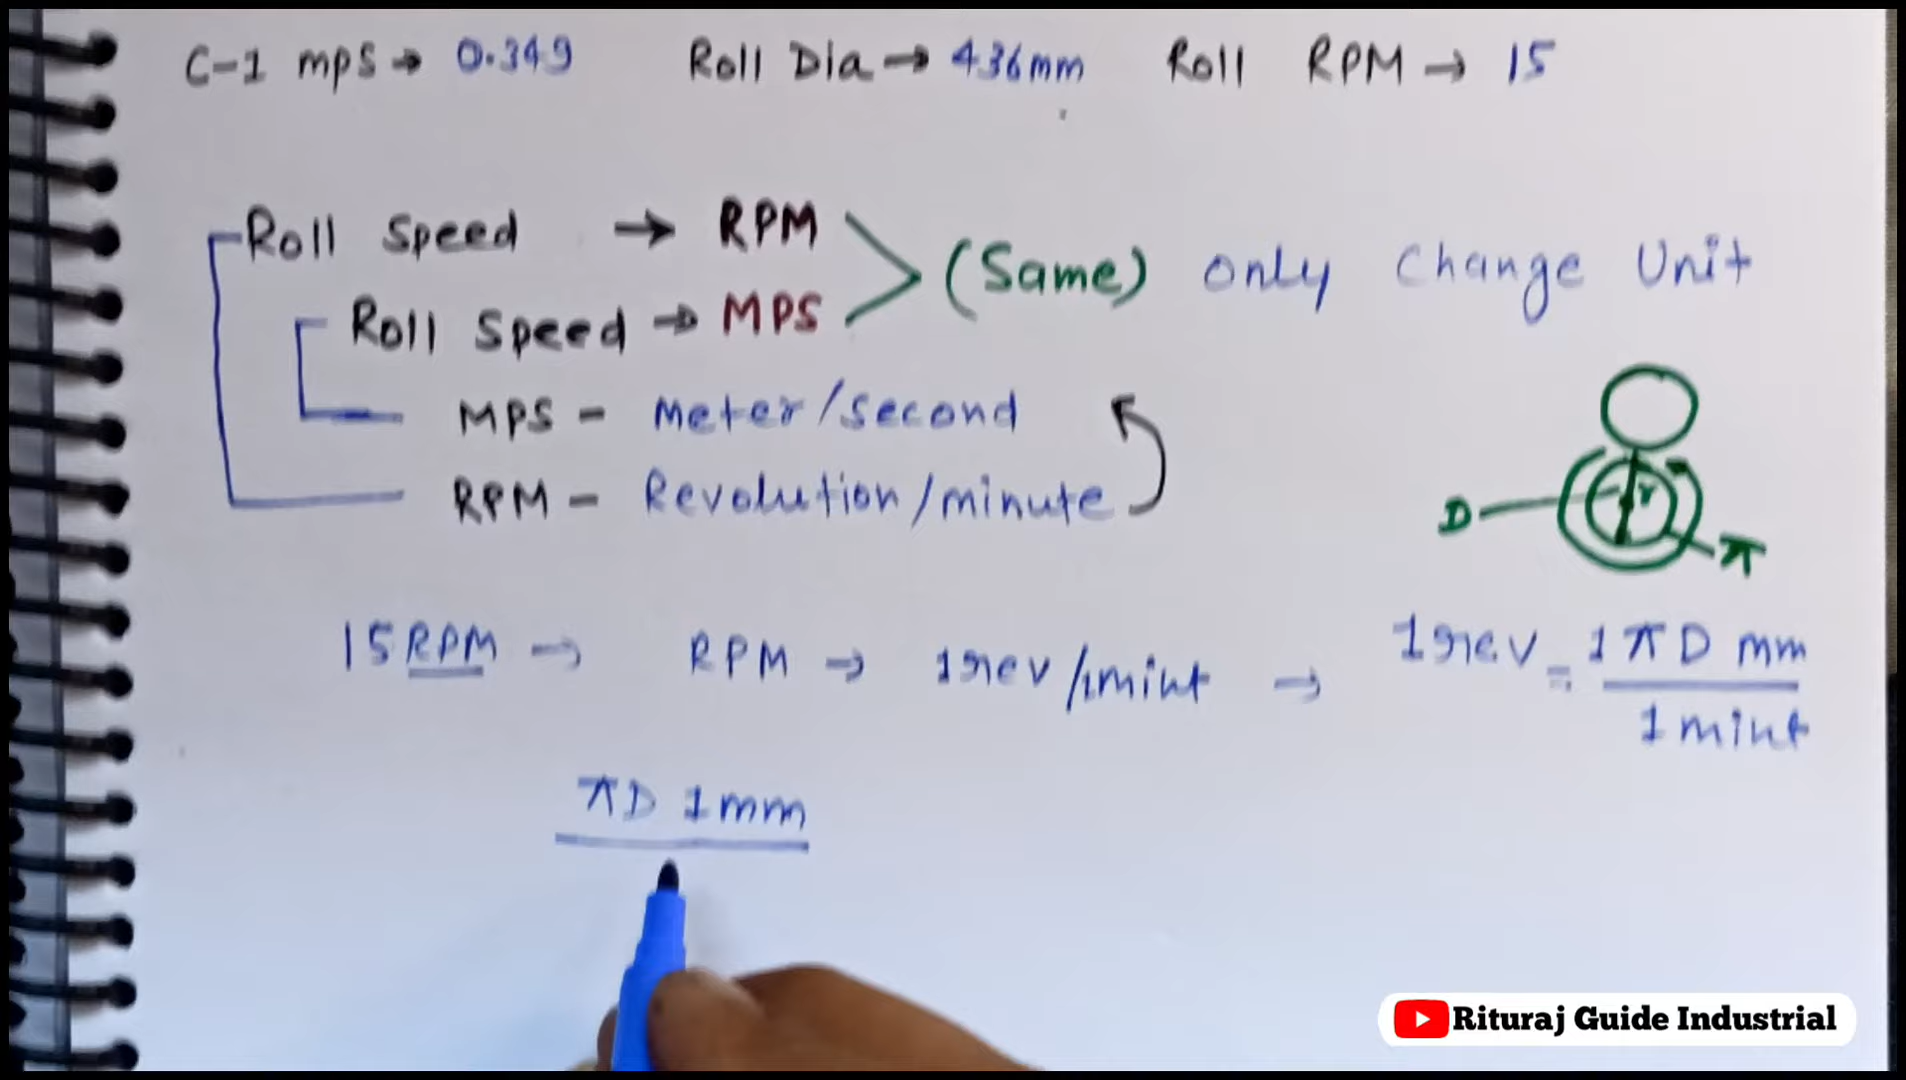 C-1 mps → 0.349 Roll Dia → 436mm Roll RPM → 15
Roll Speed → RPM
(Same) only Change Unit
Roll Speed → MPS
MPS - Meter/Second
RPM - Revolution/minute
r
D
π
15 RPM → RPM → 1rev/1mint → 1rev = 1πD mm
1mint
πD 1mm
Rituraj Guide Industrial